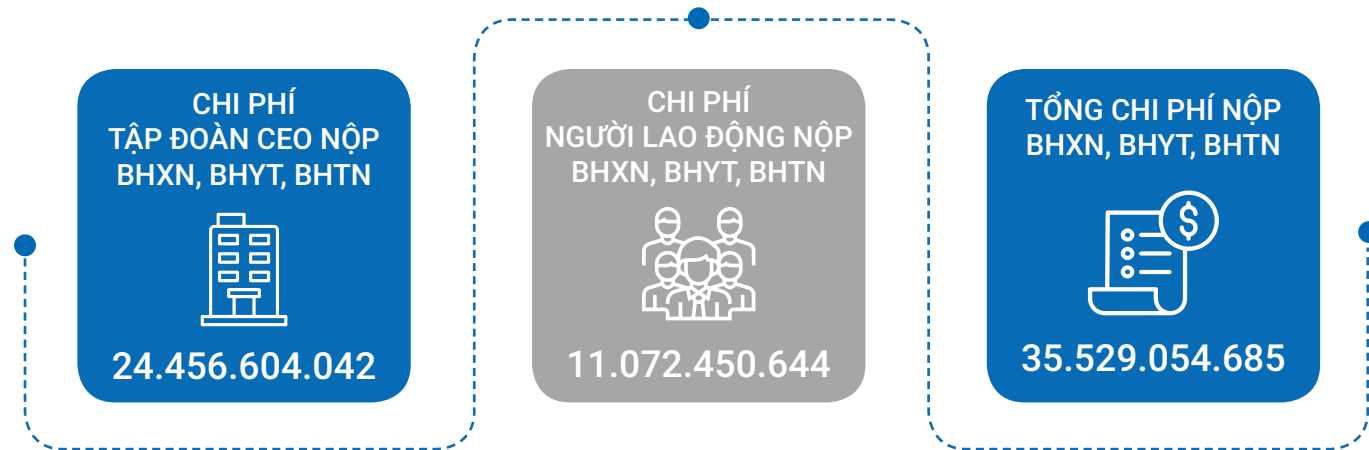 CHI PHÍ
TẬP ĐOÀN CEO NỘP
BHXN, BHYT, BHTN
24.456.604.042
CHI PHÍ
NGƯỜI LAO ĐỘNG NỘP
BHXN, BHYT, BHTN
11.072.450.644
TỔNG CHI PHÍ NỘP
BHXN, BHYT, BHTN
$
35.529.054.685